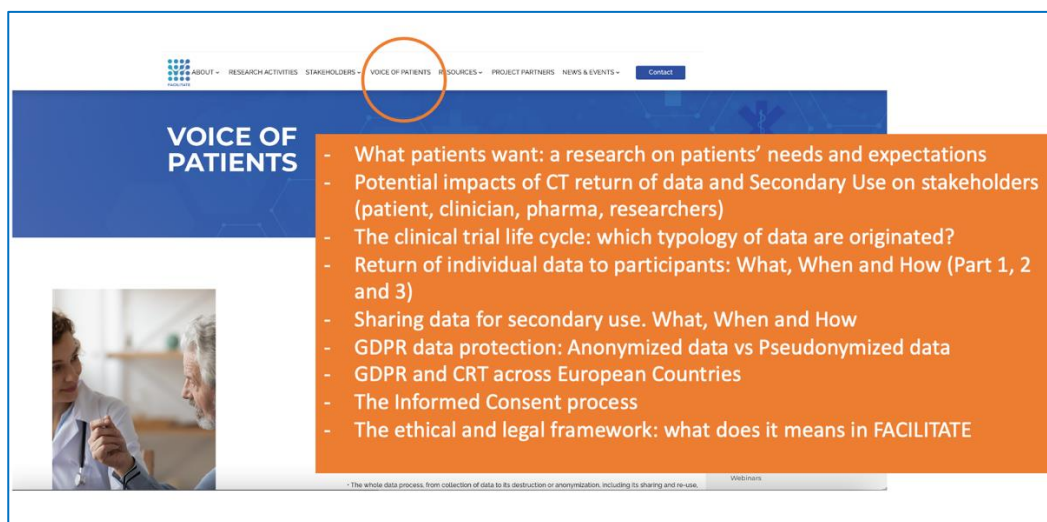 FACILITATE
ABOUT RESEARCH ACTIVITIES STAKEHOLDERS VOICE OF PATIENTS RESOURCES PROJECT PARTNERS NEWS & EVENTS Contact
VOICE OF
PATIENTS
- What patients want: a research on patients’ needs and expectations
- Potential impacts of CT return of data and Secondary Use on stakeholders
(patient, clinician, pharma, researchers)
- The clinical trial life cycle: which typology of data are originated?
- Return of individual data to participants: What, When and How (Part 1, 2
and 3)
- Sharing data for secondary use. What, When and How
- GDPR data protection: Anonymized data vs Pseudonymized data
- GDPR and CRT across European Countries
- The Informed Consent process
- The ethical and legal framework: what does it means in FACILITATE
• The whole data process, from collection of data to its destruction or anonymization, including its sharing and re-use,
Webinars